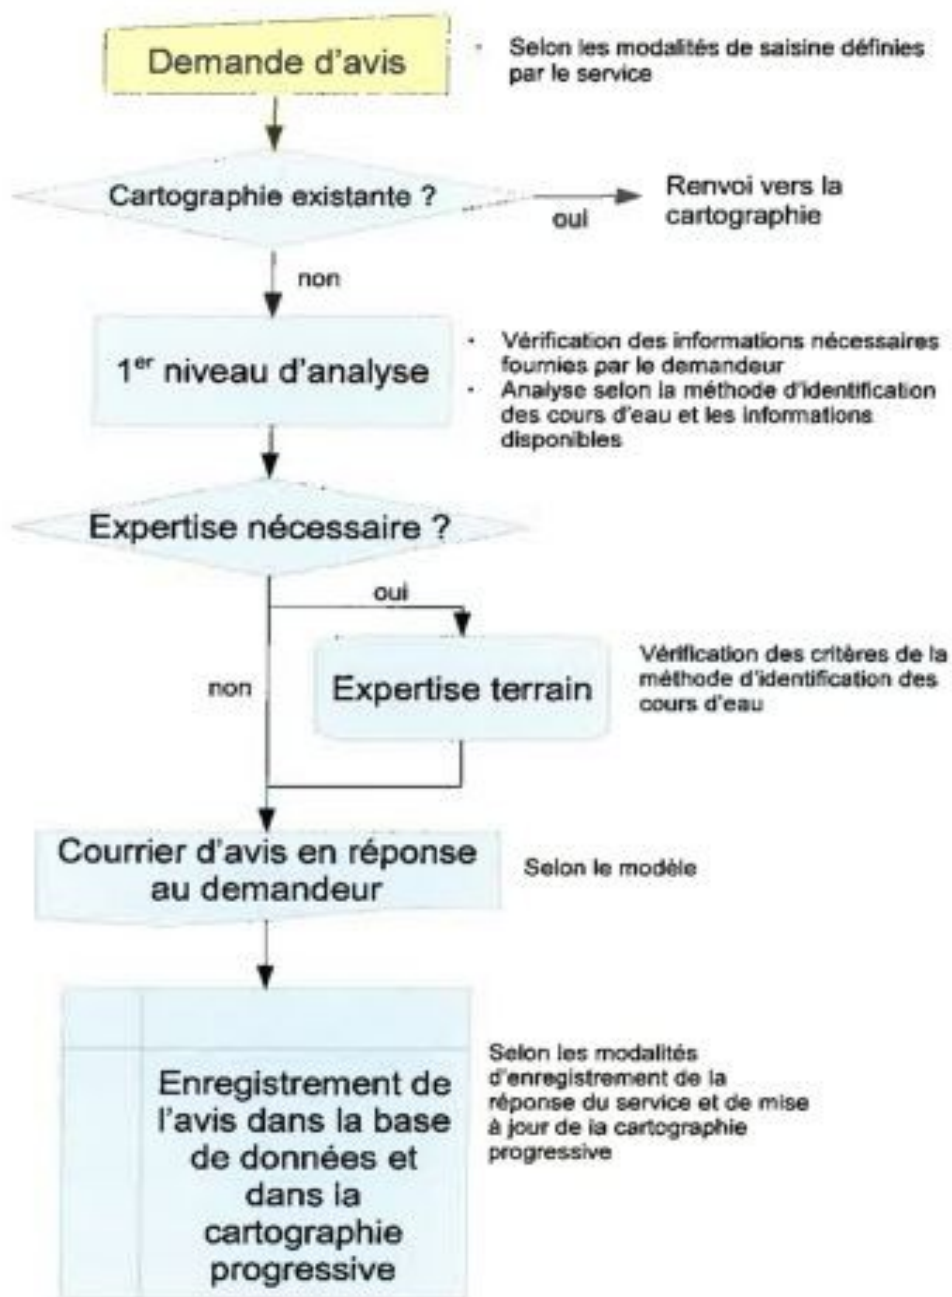 Demande d'avis
· Selon les modalités de saisine définies
par le service
Cartographie existante ?
oui
Renvoi vers la
cartographie
non
1er niveau d'analyse
· Vérification des informations nécessaires
fournies par le demandeur
· Analyse selon la méthode d'identification
des cours d'eau et les informations
disponibles
Expertise nécessaire ?
oui
non
Expertise terrain
Vérification des critères de la
méthode d'identification des
cours d'eau
Courrier d'avis en réponse
au demandeur
Selon le modèle
Enregistrement de
l'avis dans la base
de données et
dans la
cartographie
progressive
Selon les modalités
d'enregistrement de la
réponse du service et de mise
à jour de la cartographie
progressive